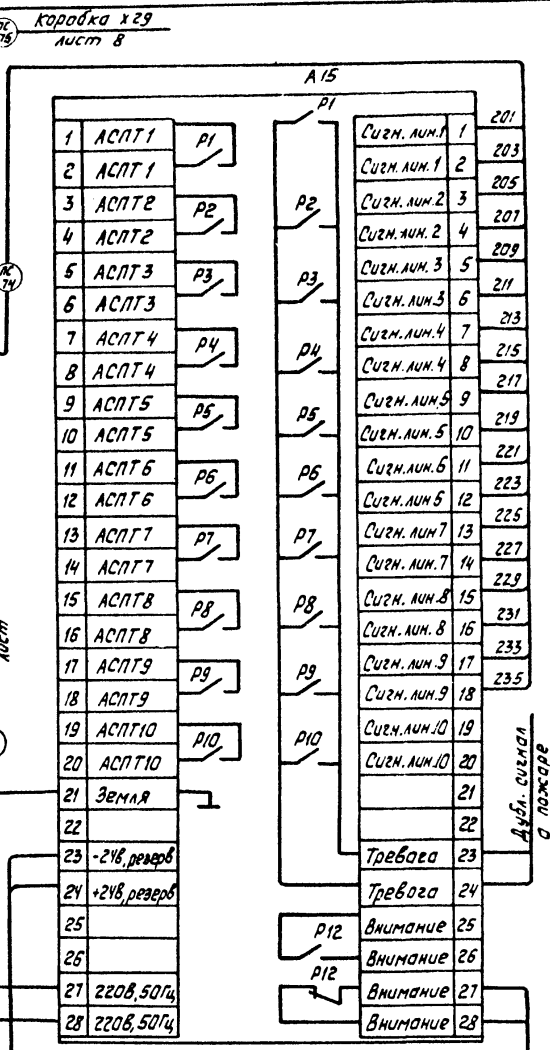 Коробка х29
лист 8
А15
Р1
1 АСПТ1 Р1 Сигн. лин.1 1 201
2 АСПТ1 Сигн. лин. 1 2 203
3 АСПТ2 Р2 Р2 Сигн. лин. 2 3 205
4 АСПТ2 Сигн. лин. 2 4 207
5 АСПТ3 Р3 Р3 Сигн. лин. 3 5 209
6 АСПТ3 Сигн. лин.3 6 211
7 АСПТ4 Р4 Р4 Сигн. лин.4 7 213
8 АСПТ4 Сигн. лин.4 8 215
9 АСПТ5 Р5 Р5 Сигн. лин.5 9 217
10 АСПТ5 Сигн. лин. 5 10 219
11 АСПТ6 Р6 Р6 Сигн. лин.6 11 221
12 АСПТ6 Сигн. лин 6 12 223
13 АСПТ7 Р7 Р7 Сигн. лин7 13 225
14 АСПТ7 Сигн. лин.7 14 227
15 АСПТ8 Р8 Р8 Сигн. лин.8 15 229
16 АСПТ8 Сигн. лин. 8 16 231
17 АСПТ9 Р9 Р9 Сигн. лин.9 17 233
18 АСПТ9 Сигн. лин.9 18 235
19 АСПТ10 Р10 Р10 Сигн.лин.10 19
20 АСПТ10 Сигн.лин.10 20
21 Земля 21
22 22
23 -24В, резерв Тревога 23
24 +24В, резерв Тревога 24
25 Р12 Внимание 25
26 Внимание 26
27 220В, 50Гц Р12 Внимание 27
28 220В, 50Гц Внимание 28
Дубл. сигнал
о пожаре
лист
74